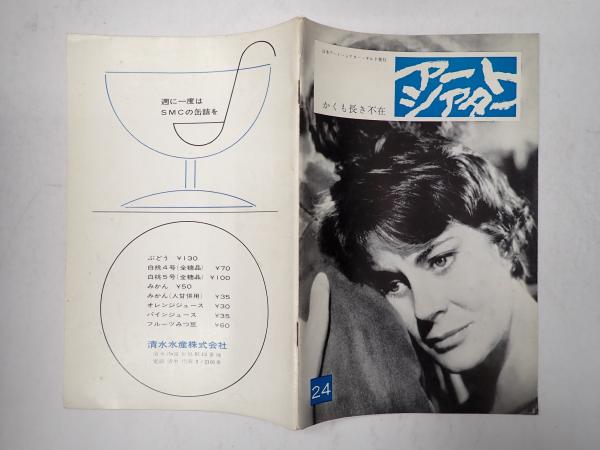 週に一度は
SMCの缶詰を
ぶどう ¥130
白桃4号(全糖品) ¥70
白桃5号(全糖品) ¥100
みかん ¥50
みかん(人甘併用) ¥35
オレンジジュース ¥30
パインジュース ¥35
フルーツみつ豆 ¥60
清水水産株式会社
日本アート・シアター・ギルド発行
アート
シアター
かくも長き不在
24